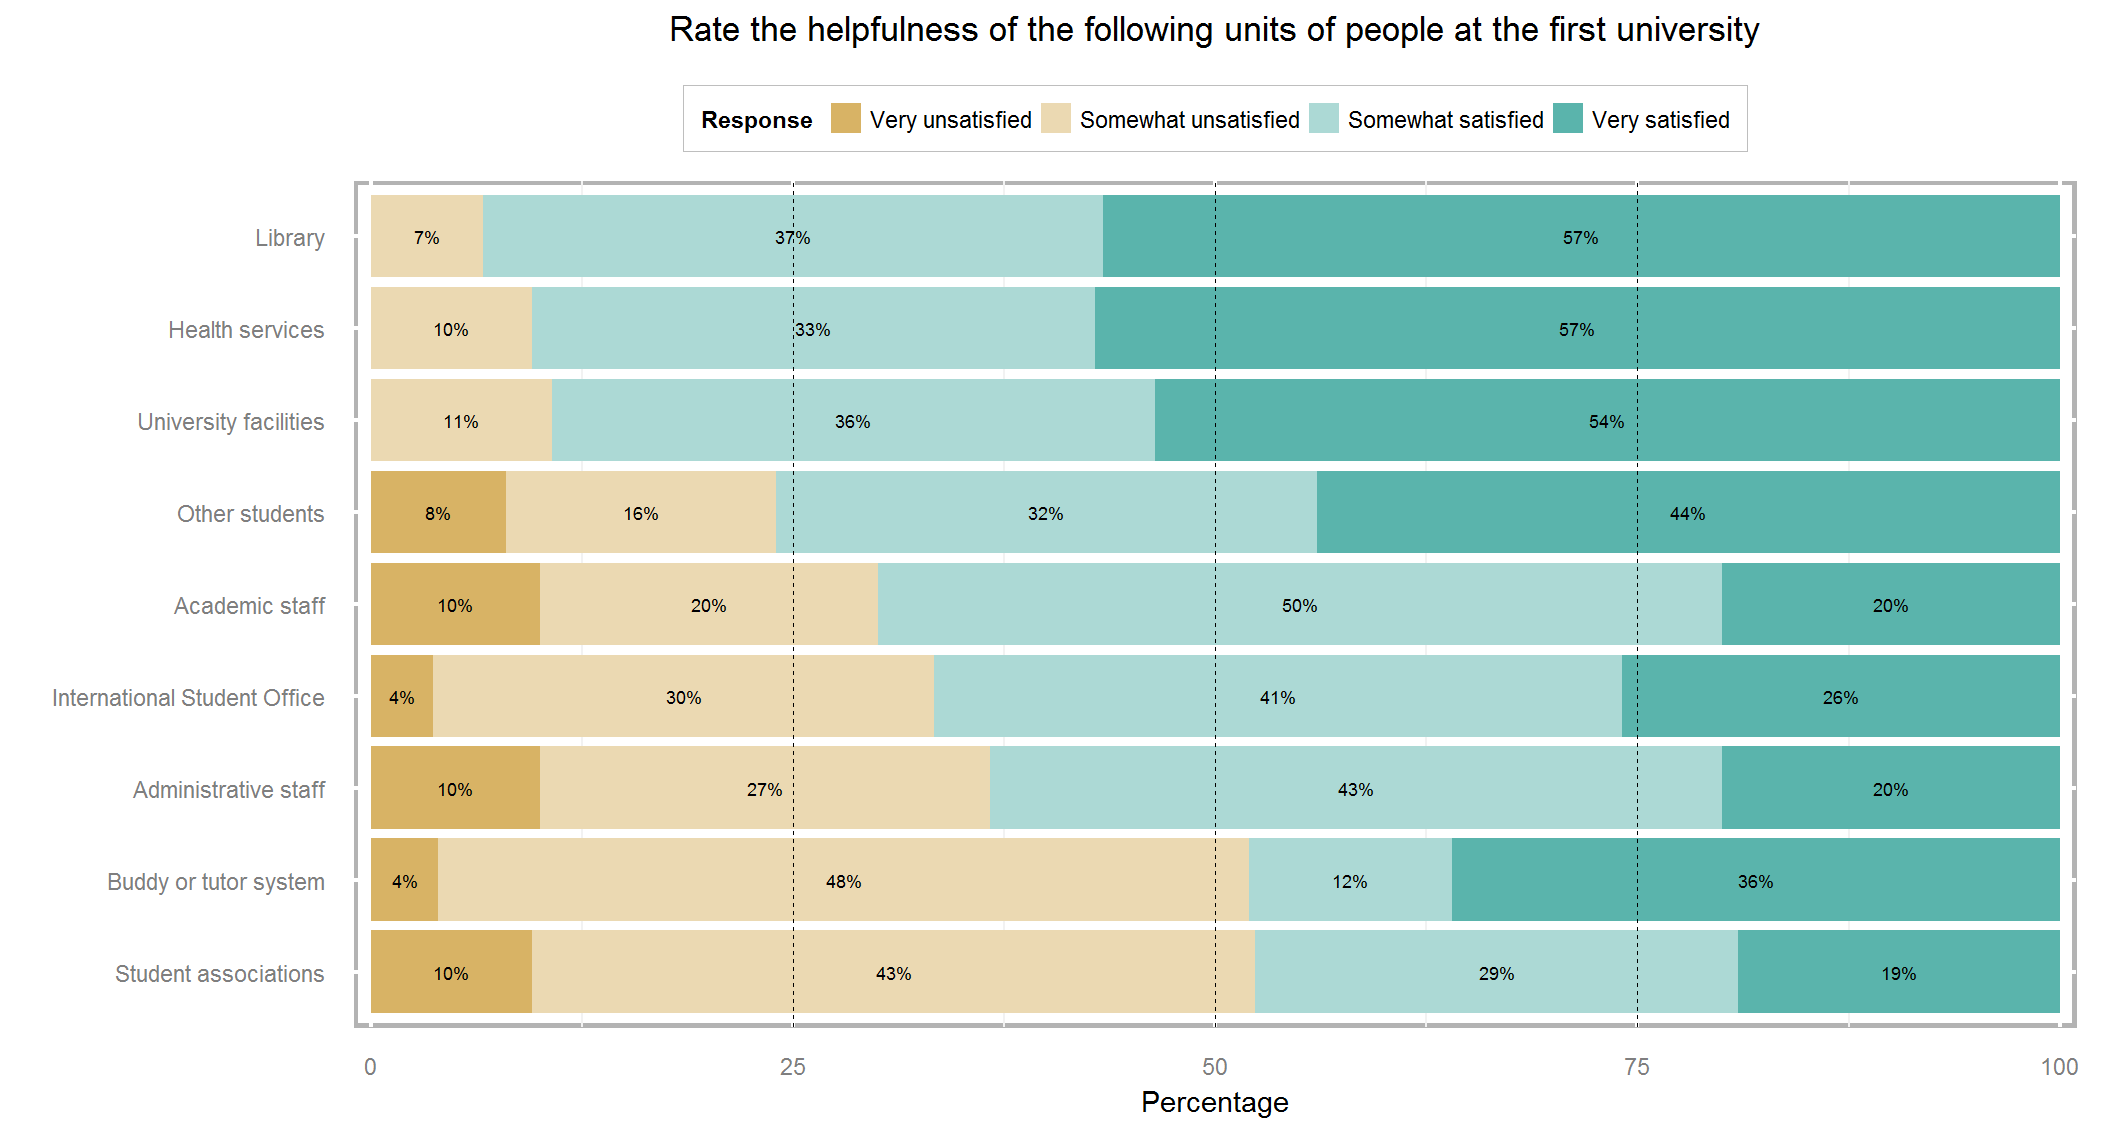 Rate the helpfulness of the following units of people at the first university
Response Very unsatisfied Somewhat unsatisfied Somewhat satisfied Very satisfied
Library 7% 37% 57%
Health services 10% 33% 57%
University facilities 11% 36% 54%
Other students 8% 16% 32% 44%
Academic staff 10% 20% 50% 20%
International Student Office 4% 30% 41% 26%
Administrative staff 10% 27% 43% 20%
Buddy or tutor system 4% 48% 12% 36%
Student associations 10% 43% 29% 19%
0 25 50 75 100
Percentage